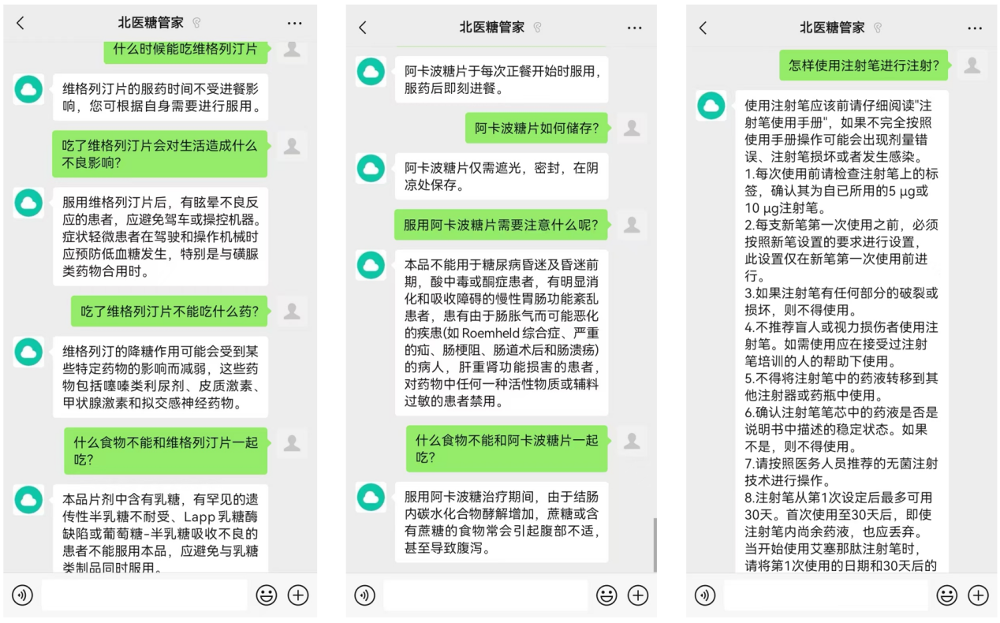 北医糖管家
什么时候能吃维格列汀片
维格列汀片的服药时间不受进餐影
响，您可根据自身需要进行服用。
吃了维格列汀片会对生活造成什么
不良影响？
服用维格列汀片后，有眩晕不良反
应的患者，应避免驾车或操控机器。
症状轻微患者在驾驶和操作机械时
应预防低血糖发生，特别是与磺脲
类药物合用时。
吃了维格列汀片不能吃什么药？
维格列汀的降糖作用可能会受到某
些特定药物的影响而减弱，这些药
物包括噻嗪类利尿剂、皮质激素、
甲状腺激素和拟交感神经药物。
什么食物不能和维格列汀片一起
吃？
本品片剂中含有乳糖，有罕见的遗
传性半乳糖不耐受、Lapp 乳糖酶
缺陷或葡萄糖-半乳糖吸收不良的
患者不能服用本品，应避免与乳糖
类制品同时服用。
北医糖管家
阿卡波糖片于每次正餐开始时服用，
服药后即刻进餐。
阿卡波糖片如何储存？
阿卡波糖片仅需遮光，密封，在阴
凉处保存。
服用阿卡波糖片需要注意什么呢？
本品不能用于糖尿病昏迷及昏迷前
期，酸中毒或酮症患者，有明显消
化和吸收障碍的慢性胃肠功能紊乱
患者，患有由于肠胀气而可能恶化
的疾患(如 Roemheld 综合症、严重
的疝、肠梗阻、肠道术后和肠溃疡)
的病人，肝重肾功能损害的患者，
对药物中任何一种活性物质或辅料
过敏的患者禁用。
什么食物不能和阿卡波糖片一起
吃？
服用阿卡波糖治疗期间，由于结肠
内碳水化合物酵解增加，蔗糖或含
有蔗糖的食物常会引起腹部不适，
甚至导致腹泻。
北医糖管家
怎样使用注射笔进行注射？
使用注射笔应该前请仔细阅读"注
射笔使用手册"，如果不完全按照
使用手册操作可能会出现剂量错
误、注射笔损坏或者发生感染。
1.每次使用前请检查注射笔上的标
签，确认其为自已所用的5 μg或
10 μg注射笔。
2.每支新笔第一次使用之前，必须
按照新笔设置的要求进行设置，
此设置仅在新笔第一次使用前进
行。
3.如果注射笔有任何部分的破裂或
损坏，则不得使用。
4.不推荐盲人或视力损伤者使用注
射笔。如需使用应在接受过注射
笔培训的人的帮助下使用。
5.不得将注射笔中的药液转移到其
他注射器或药瓶中使用。
6.确认注射笔笔芯中的药液是否是
说明书中描述的稳定状态。如果
不是，则不得使用。
7.请按照医务人员推荐的无菌注射
技术进行操作。
8.注射笔从第1次设定后最多可用
30天。首次使用至30天后，即使
注射笔内尚余药液，也应丢弃。
当开始使用艾塞那肽注射笔时，
请将第1次使用的日期和30天后的